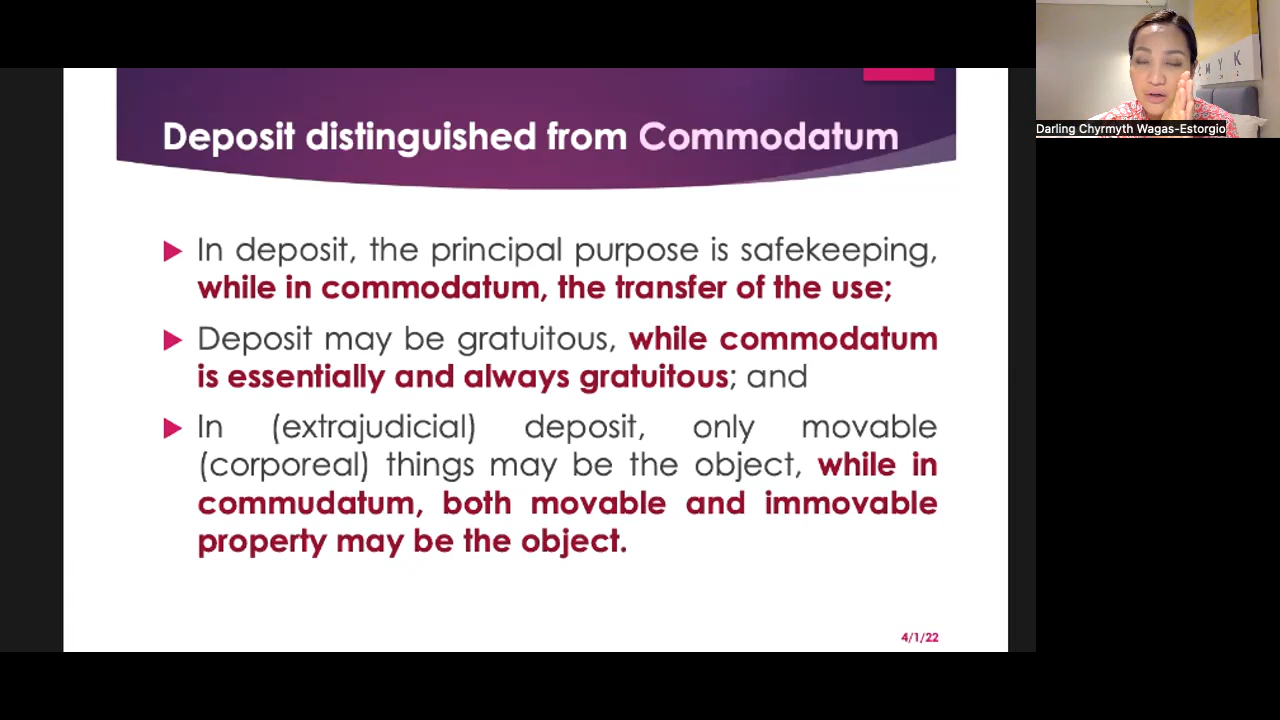 Deposit distinguished from Commodatum
In deposit, the principal purpose is safekeeping,
while in commodatum, the transfer of the use;
Deposit may be gratuitous, while commodatum
is essentially and always gratuitous; and
In (extrajudicial) deposit, only movable
(corporeal) things may be the object, while in
commudatum, both movable and immovable
property may be the object.
4/1/22
C M Y K
Darling Chyrmyth Wagas-Estorgio